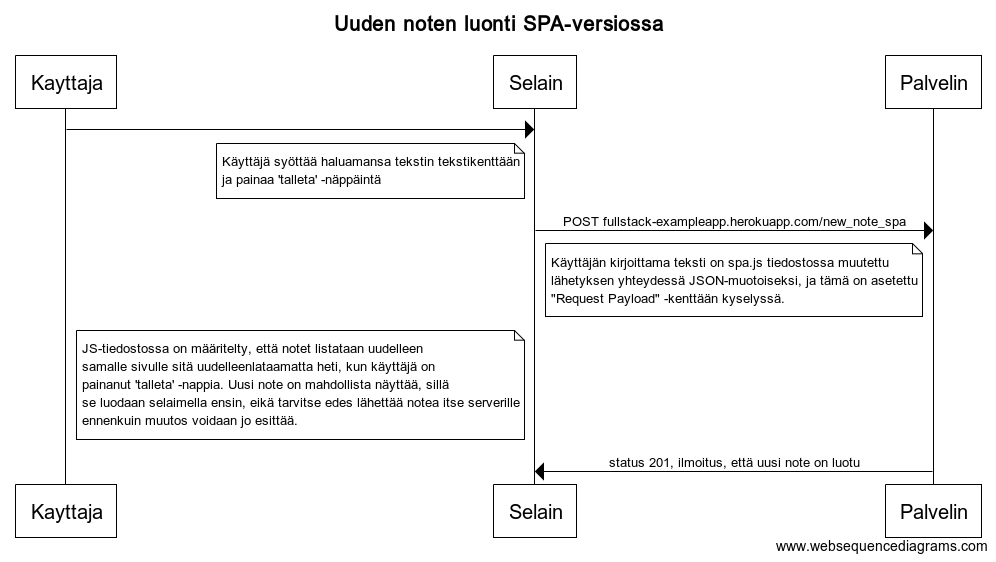 Uuden noten luonti SPA-versiossa
Kayttaja
Selain
Palvelin
Käyttäjä syöttää haluamansa tekstin tekstikenttään
ja painaa 'talleta' -näppäintä
POST fullstack-exampleapp.herokuapp.com/new_note_spa
Käyttäjän kirjoittama teksti on spa.js tiedostossa muutettu
lähetyksen yhteydessä JSON-muotoiseksi, ja tämä on asetettu
"Request Payload" -kenttään kyselyssä.
JS-tiedostossa on määritelty, että notet listataan uudelleen
samalle sivulle sitä uudelleenlataamatta heti, kun käyttäjä on
painanut 'talleta' -nappia. Uusi note on mahdollista näyttää, sillä
se luodaan selaimella ensin, eikä tarvitse edes lähettää notea itse serverille
ennenkuin muutos voidaan jo esittää.
status 201, ilmoitus, että uusi note on luotu
Kayttaja
Selain
Palvelin
www.websequencediagrams.com